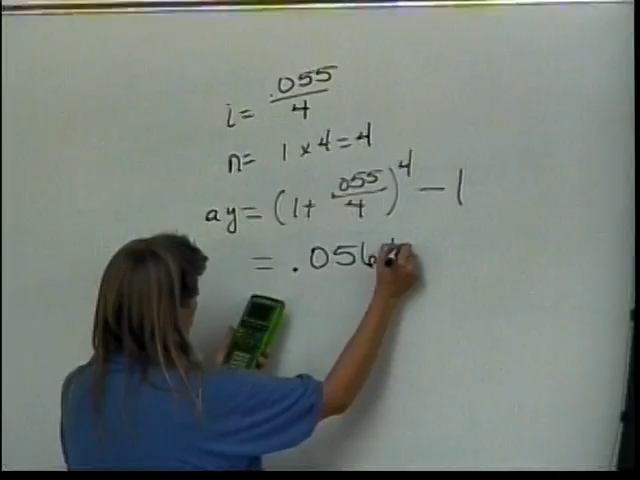 i= .055/4
n= 1 × 4 = 4
ay= (1+ .055/4)^4 - 1
= .056